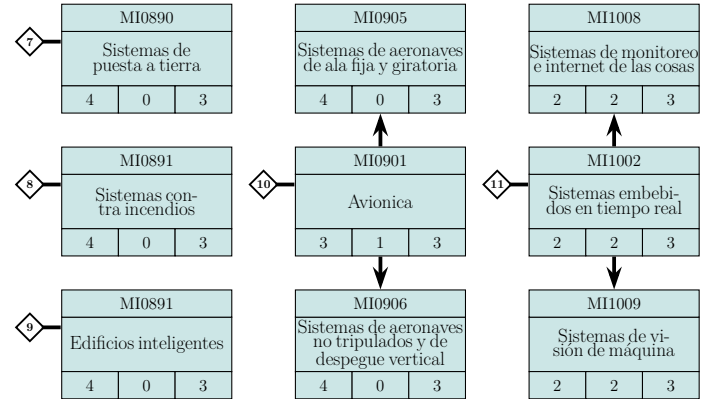 MI0890
7
Sistemas de
puesta a tierra
4 0 3
MI0905
Sistemas de aeronaves
de ala fija y giratoria
4 0 3
MI1008
Sistemas de monitoreo
e internet de las cosas
2 2 3
MI0891
8
Sistemas con-
tra incendios
4 0 3
MI0901
10
Avionica
3 1 3
MI1002
11
Sistemas embebi-
dos en tiempo real
2 2 3
MI0891
9
Edificios inteligentes
4 0 3
MI0906
Sistemas de aeronaves
no tripulados y de
despegue vertical
4 0 3
MI1009
Sistemas de vi-
sión de máquina
2 2 3